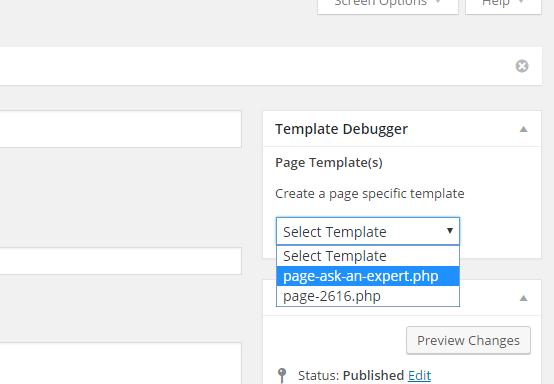 Screen Options Help
Template Debugger
Page Template(s)
Create a page specific template
Select Template
Select Template
page-ask-an-expert.php
page-2616.php
Preview Changes
Status: Published Edit